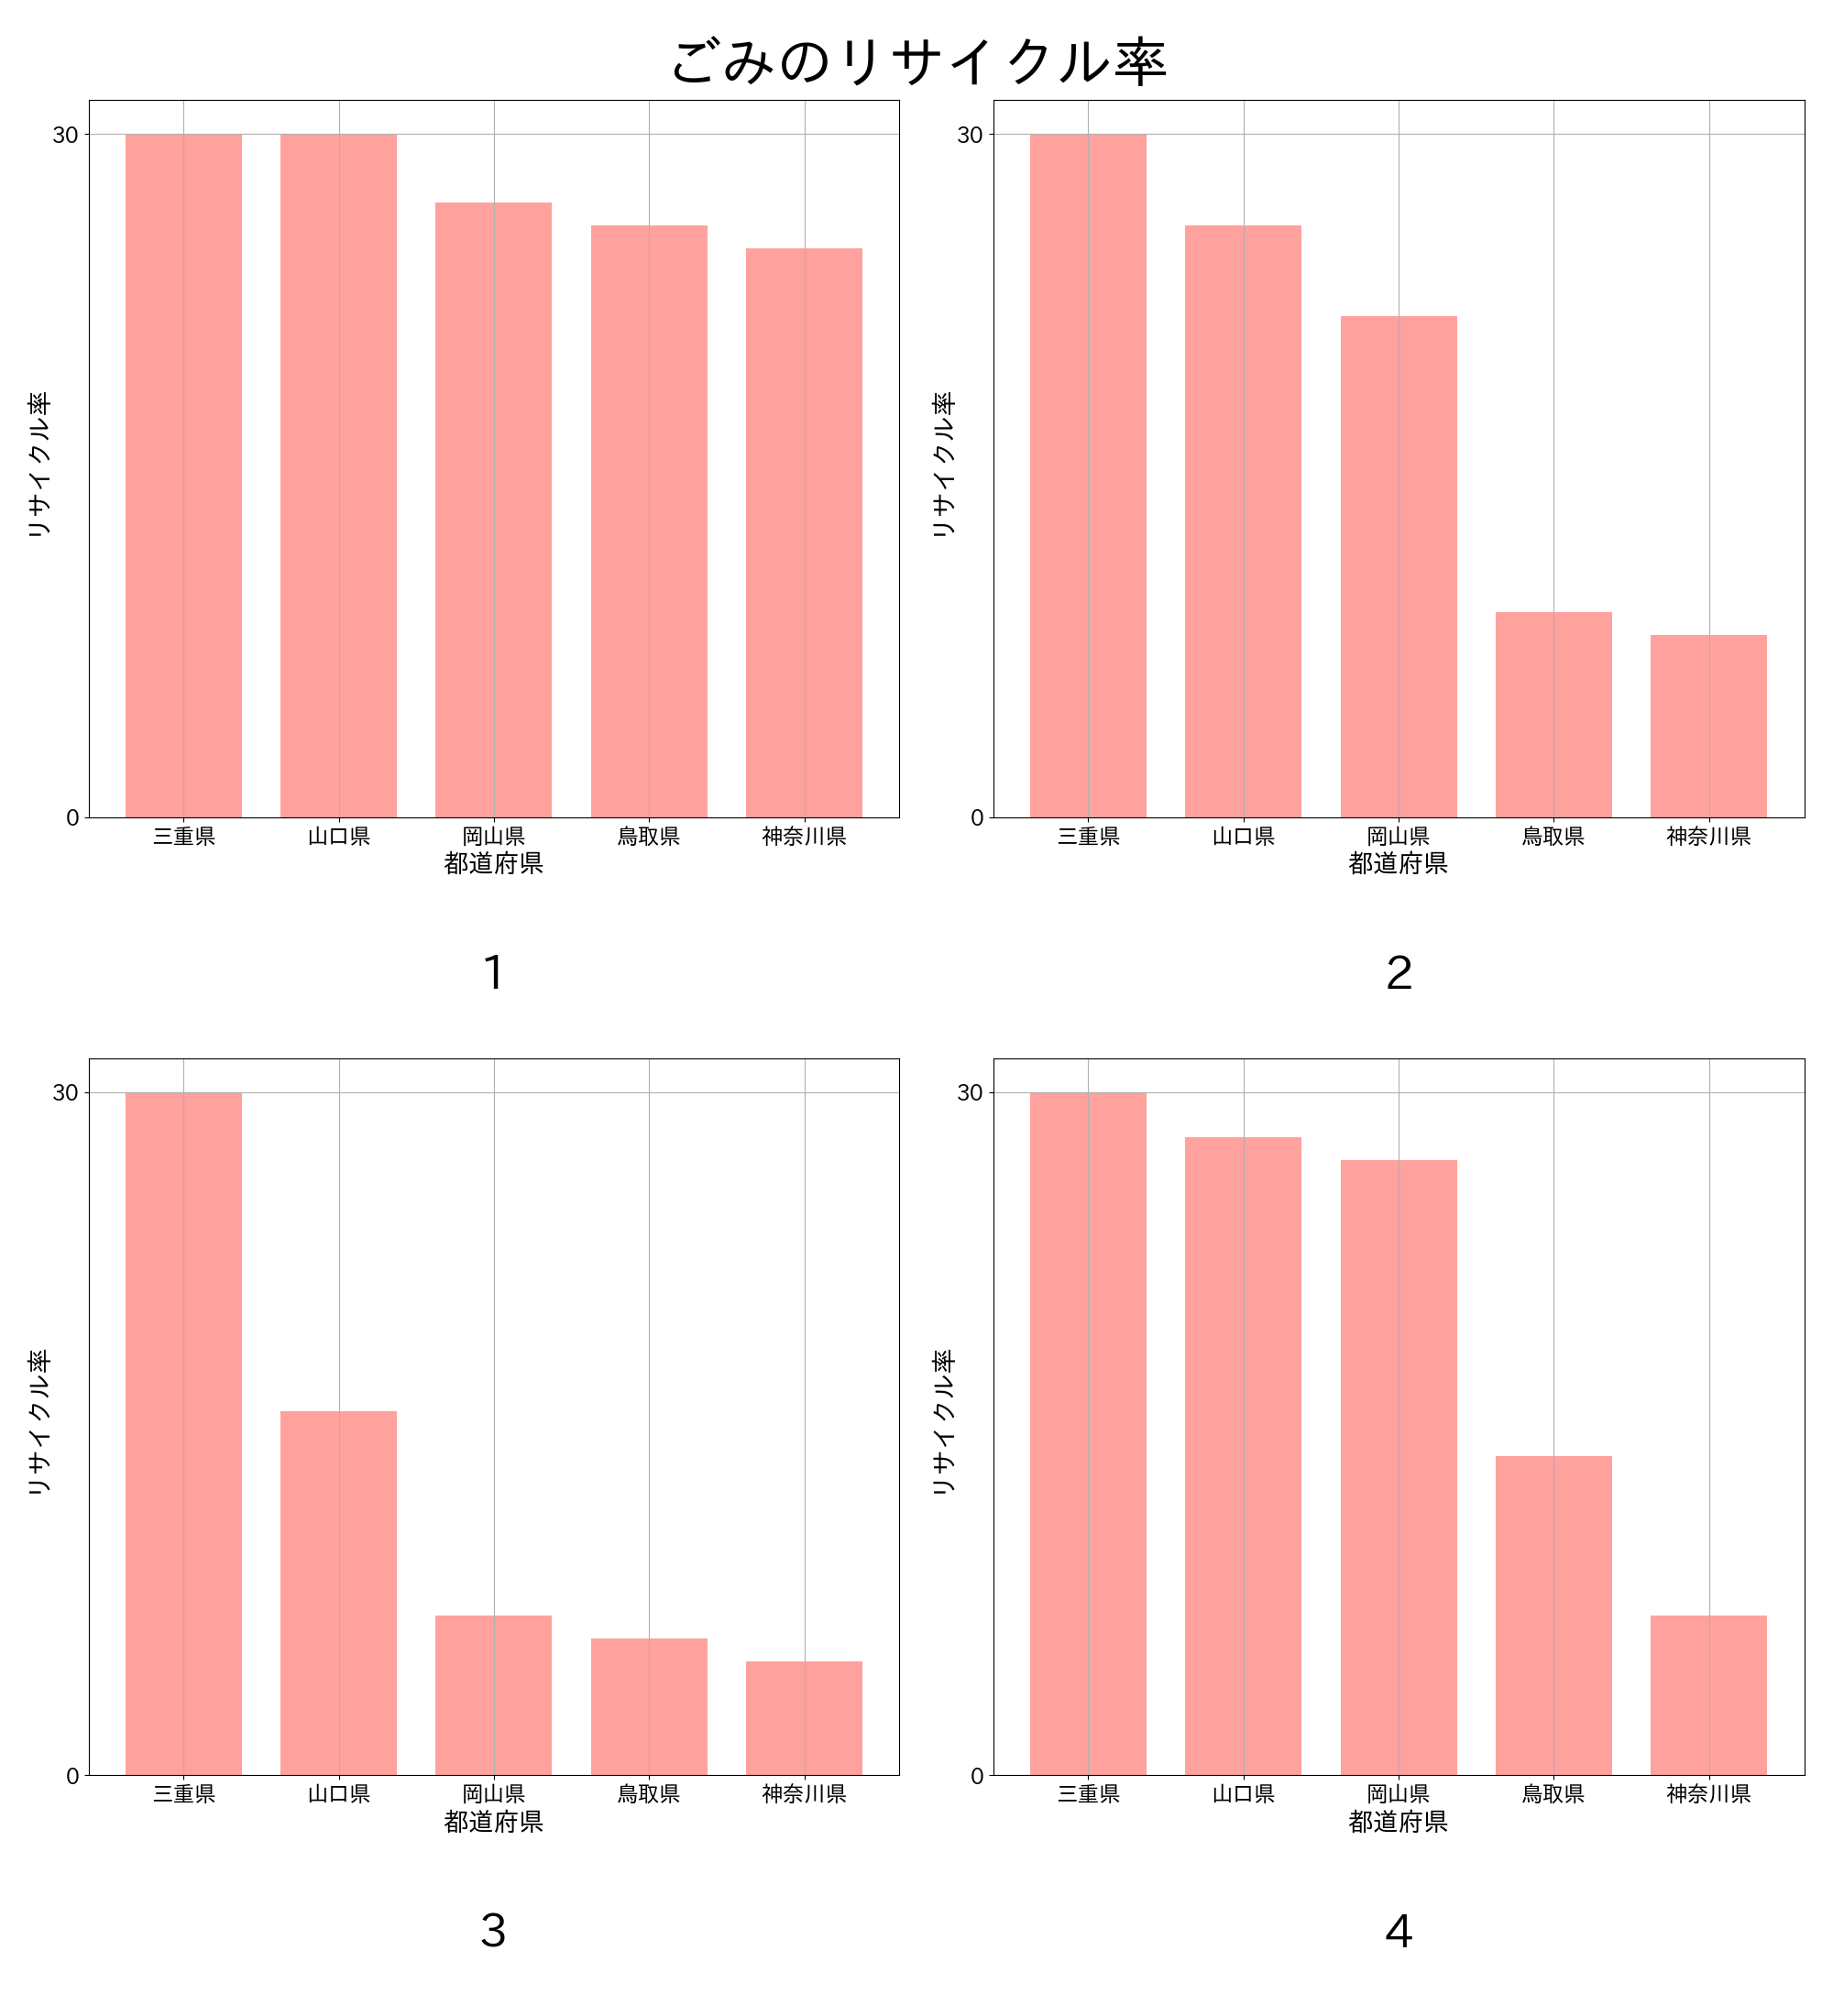 ごみのリサイクル率
30
0
リサイクル率
三重県 山口県 岡山県 鳥取県 神奈川県
都道府県
1
30
0
リサイクル率
三重県 山口県 岡山県 鳥取県 神奈川県
都道府県
2
30
0
リサイクル率
三重県 山口県 岡山県 鳥取県 神奈川県
都道府県
3
30
0
リサイクル率
三重県 山口県 岡山県 鳥取県 神奈川県
都道府県
4